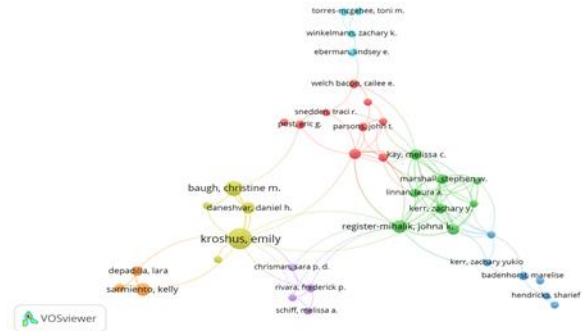 torres-mcgehee, toni m.
winkelmann, zachary k.
eberman, lindsey e.
welch bacon, cailee e.
snedden, traci r.
post, eric g.
parsons, john t.
kay, melissa c.
marshall, stephen w.
linnan, laura a.
kerr, zachary y.
register-mihalik, johna k.
baugh, christine m.
daneshvar, daniel h.
kroshus, emily
chrisman, sara p. d.
rivara, frederick p.
schiff, melissa a.
depadilla, lara
sarmiento, kelly
kerr, zachary yukio
badenhorst, marelise
hendricks, sharief
VOSviewer